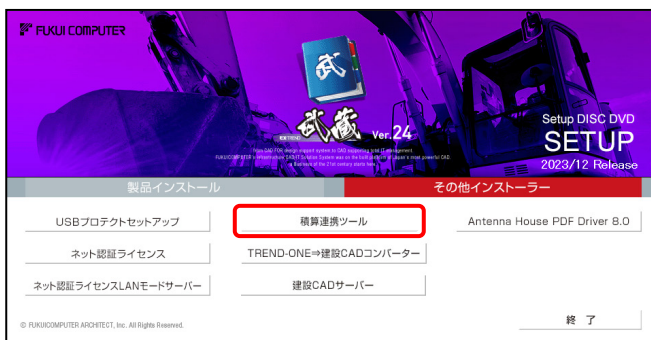 FUKUI COMPUTER
武
EX-TREND
武蔵 Ver.24
Setup DISC DVD
SETUP
2023/12 Release
製品インストール
その他インストーラー
USBプロテクトセットアップ
積算連携ツール
Antenna House PDF Driver 8.0
ネット認証ライセンス
TREND-ONE⇒建設CADコンバーター
ネット認証ライセンスLANモードサーバー
建設CADサーバー
© FUKUICOMPUTER ARCHITECT, Inc. All Rights Reserved.
終 了